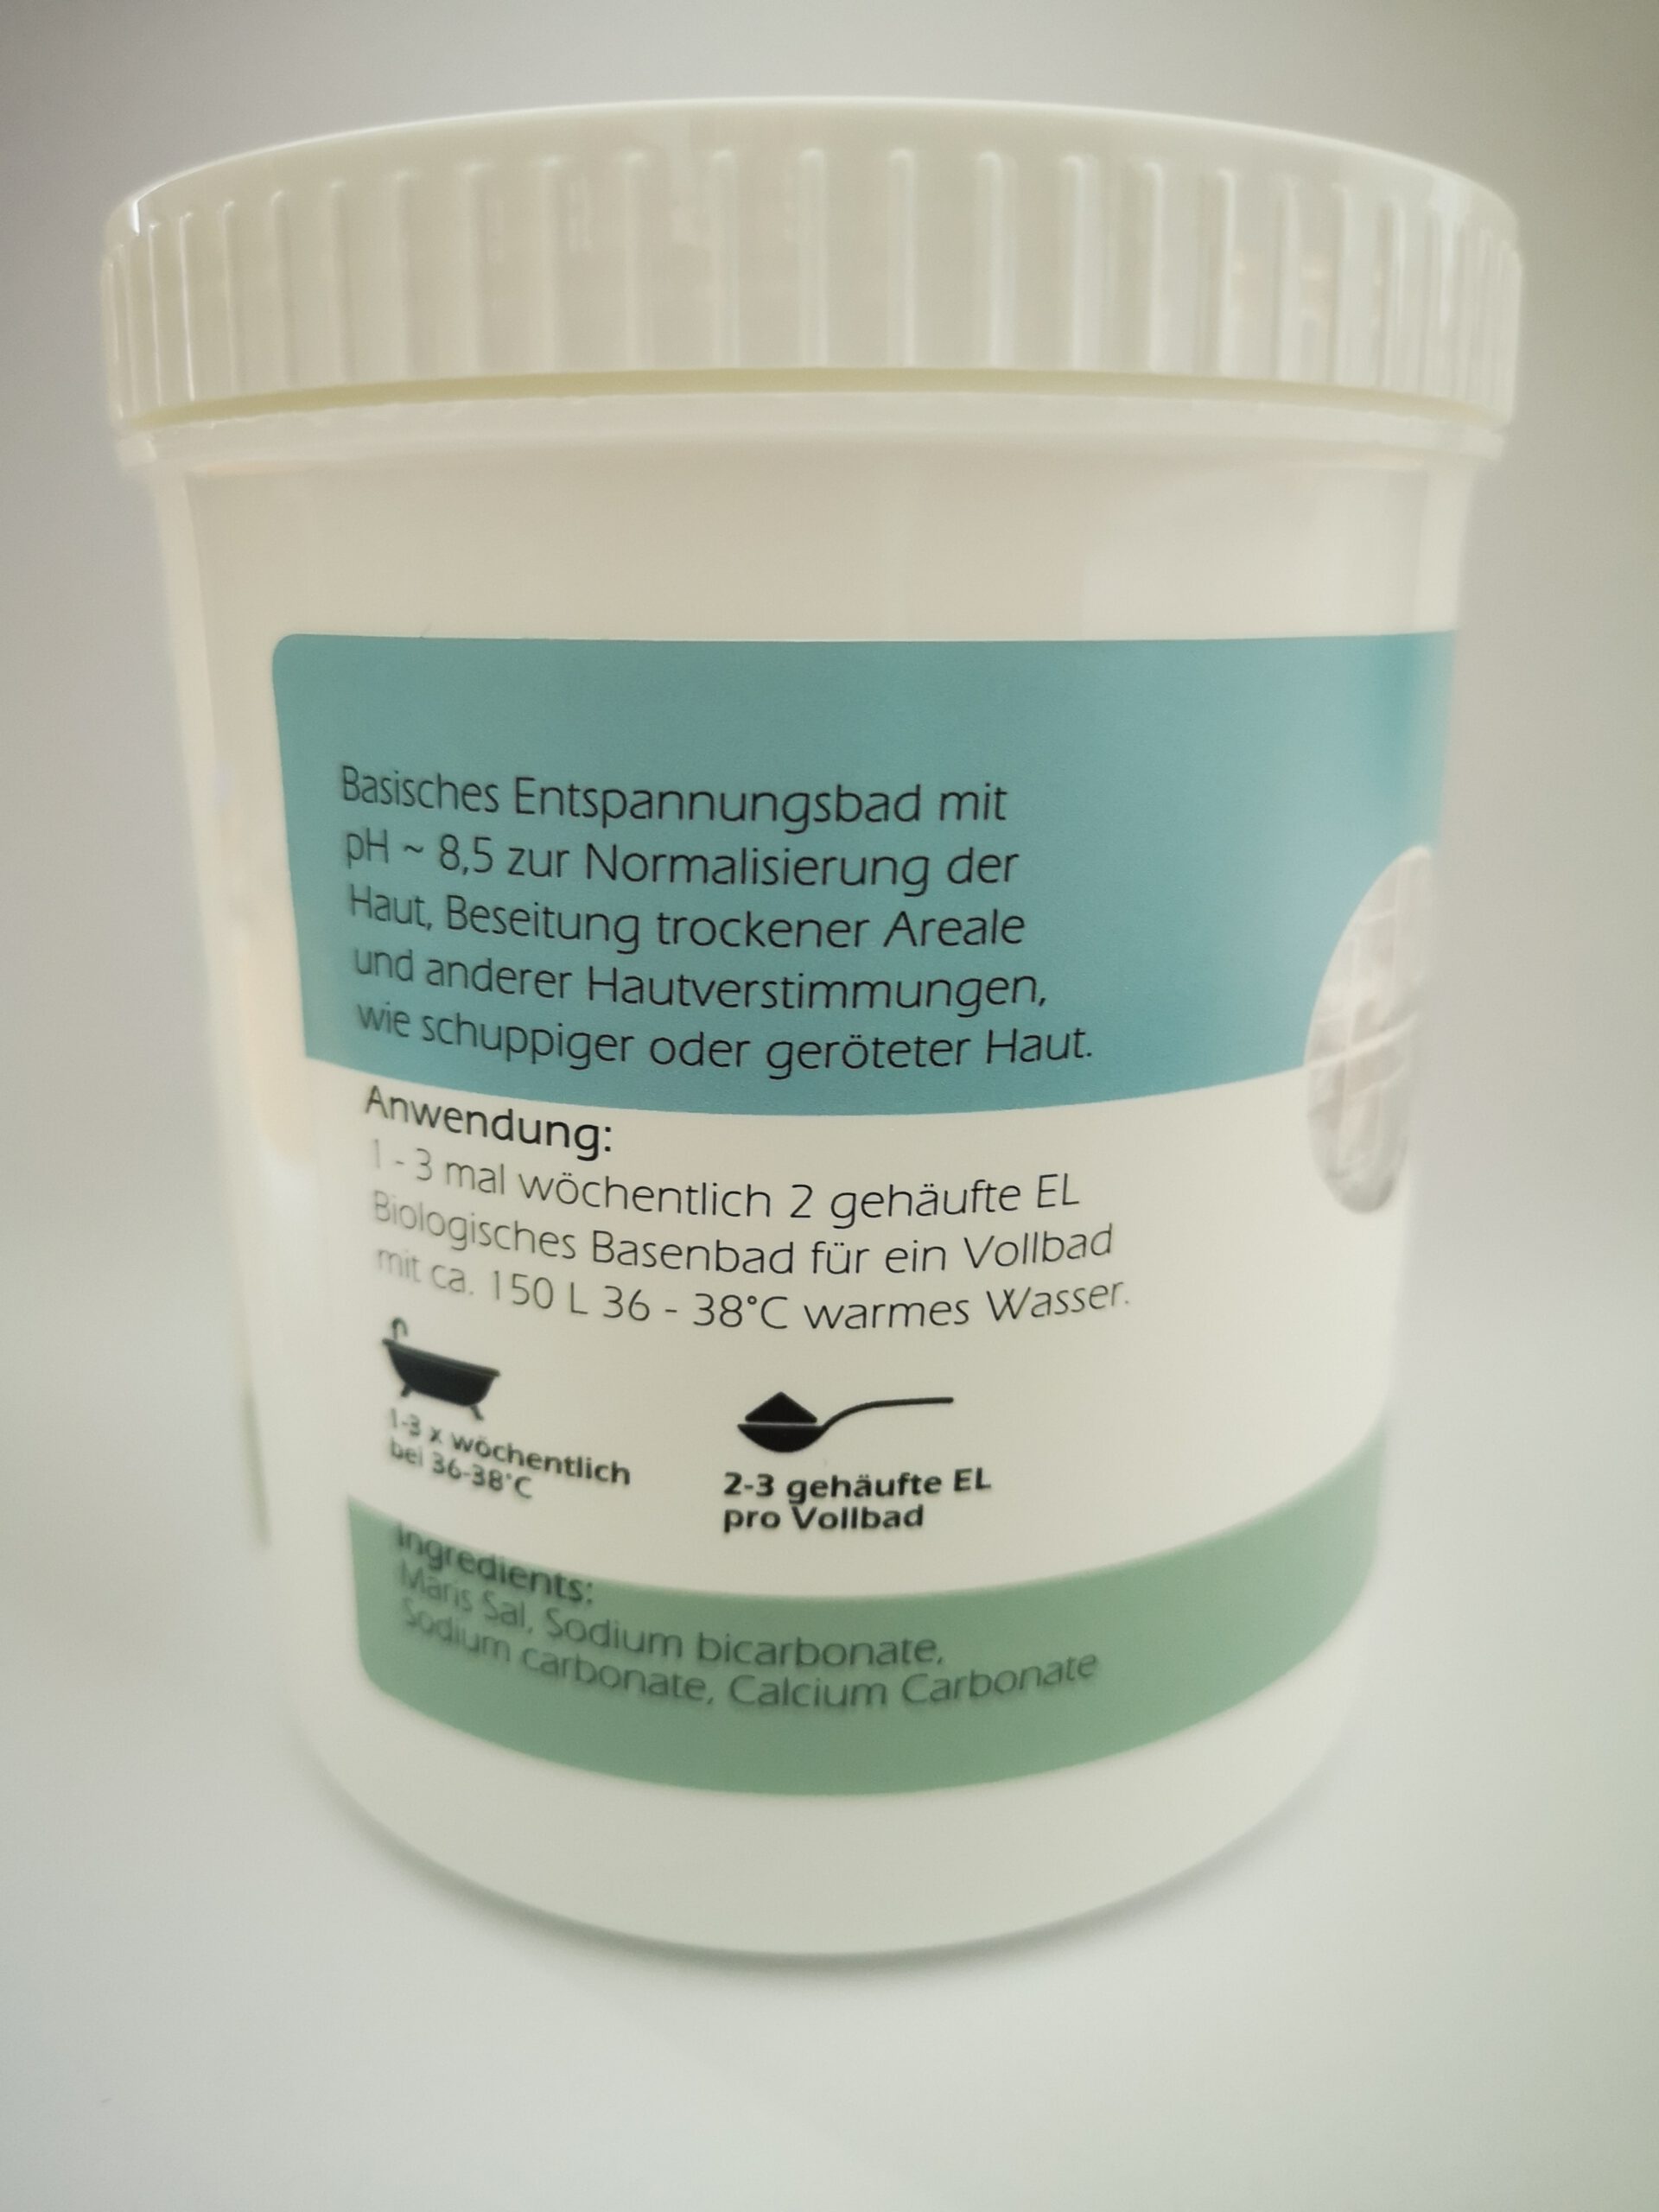 Basisches Entspannungsbad mit
pH ~ 8,5 zur Normalisierung der
Haut, Beseitung trockener Areale
und anderer Hautverstimmungen,
wie schuppiger oder geröteter Haut.
Anwendung:
1 - 3 mal wöchentlich 2 gehäufte EL
Biologisches Basenbad für ein Vollbad
mit ca. 150 L 36 - 38°C warmes Wasser.
1-3 x wöchentlich
bei 36-38°C
2-3 gehäufte EL
pro Vollbad
Ingredients:
Maris Sal, Sodium bicarbonate,
Sodium carbonate, Calcium Carbonate